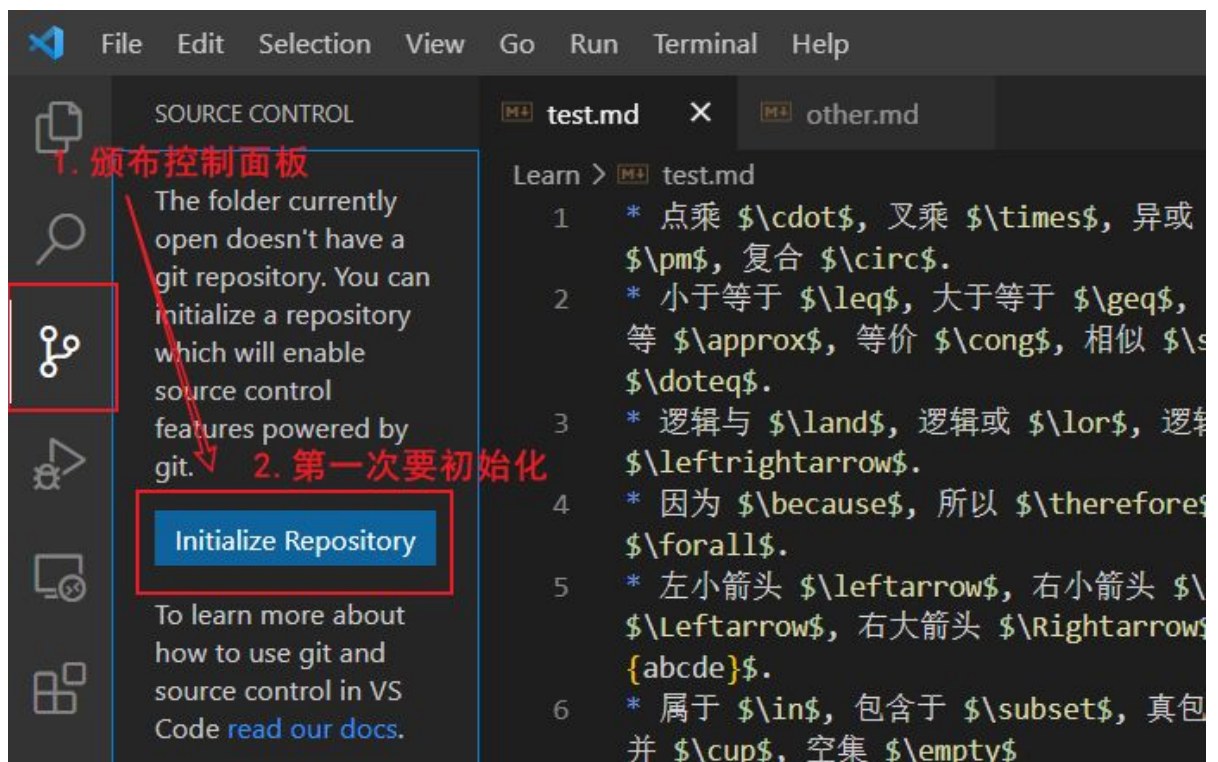 File Edit Selection View Go Run Terminal Help
SOURCE CONTROL
test.md
other.md
1. 颁布控制面板
Learn > test.md
The folder currently
open doesn't have a
git repository. You can
initialize a repository
which will enable
source control
features powered by
git.
2. 第一次要初始化
Initialize Repository
To learn more about
how to use git and
source control in VS
Code read our docs.
1 * 点乘 $\cdot$, 叉乘 $\times$, 异或
$\pm$, 复合 $\circ$.
2 * 小于等于 $\leq$, 大于等于 $\geq$,
等 $\approx$, 等价 $\cong$, 相似 $\s
$\doteq$.
3 * 逻辑与 $\land$, 逻辑或 $\lor$, 逻辑
$\leftrightarrow$.
4 * 因为 $\because$, 所以 $\therefore$
$\forall$.
5 * 左小箭头 $\leftarrow$, 右小箭头 $\
$\Leftarrow$, 右大箭头 $\Rightarrow$
{abcde}$.
6 * 属于 $\in$, 包含于 $\subset$, 真包
并 $\cup$, 空集 $\empty$